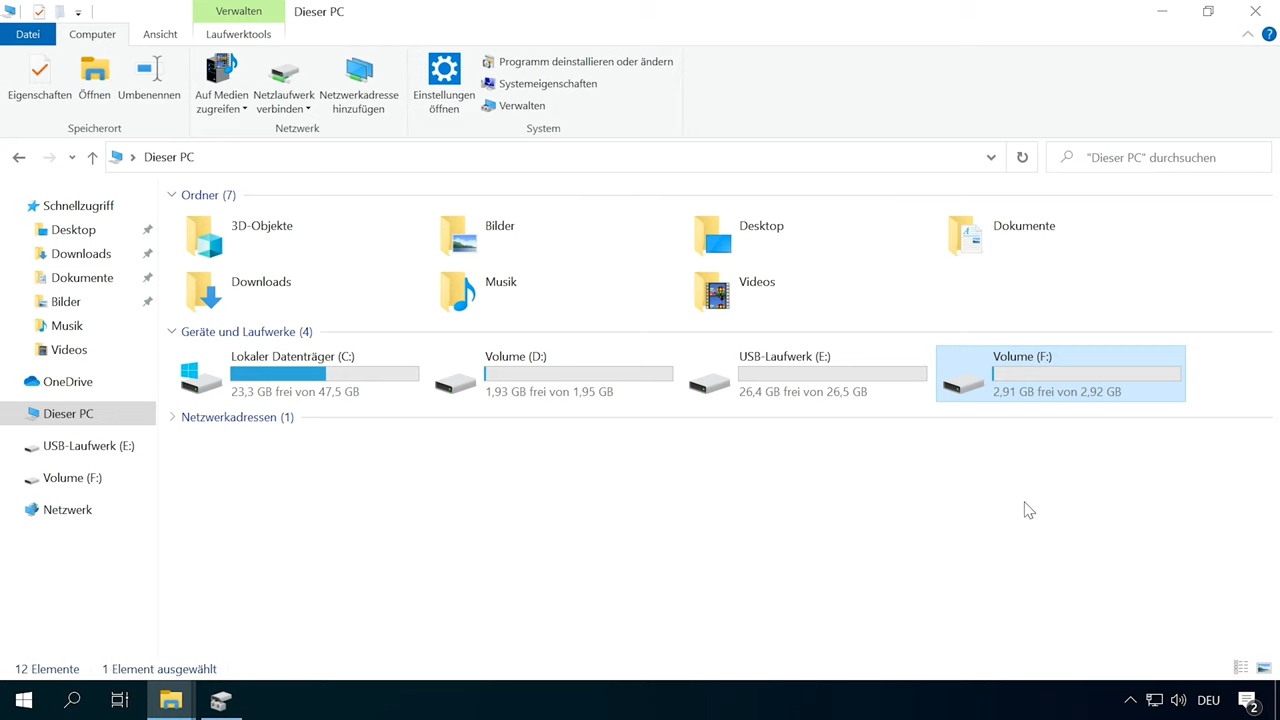 Verwalten
Dieser PC
Datei
Computer
Ansicht
Laufwerktools
?
Eigenschaften
Öffnen
Umbenennen
Auf Medien
zugreifen
Netzlaufwerk
verbinden
Netzwerkadresse
hinzufügen
Einstellungen
öffnen
Programm deinstallieren oder ändern
Systemeigenschaften
Verwalten
Speicherort
Netzwerk
System
Dieser PC
"Dieser PC" durchsuchen
Schnellzugriff
Desktop
Downloads
Dokumente
Bilder
Musik
Videos
OneDrive
Dieser PC
USB-Laufwerk (E:)
Volume (F:)
Netzwerk
Ordner (7)
3D-Objekte
Bilder
Desktop
Dokumente
Downloads
Musik
Videos
Geräte und Laufwerke (4)
Lokaler Datenträger (C:)
23,3 GB frei von 47,5 GB
Volume (D:)
1,93 GB frei von 1,95 GB
USB-Laufwerk (E:)
26,4 GB frei von 26,5 GB
Volume (F:)
2,91 GB frei von 2,92 GB
Netzwerkadressen (1)
12 Elemente
1 Element ausgewählt
DEU
2